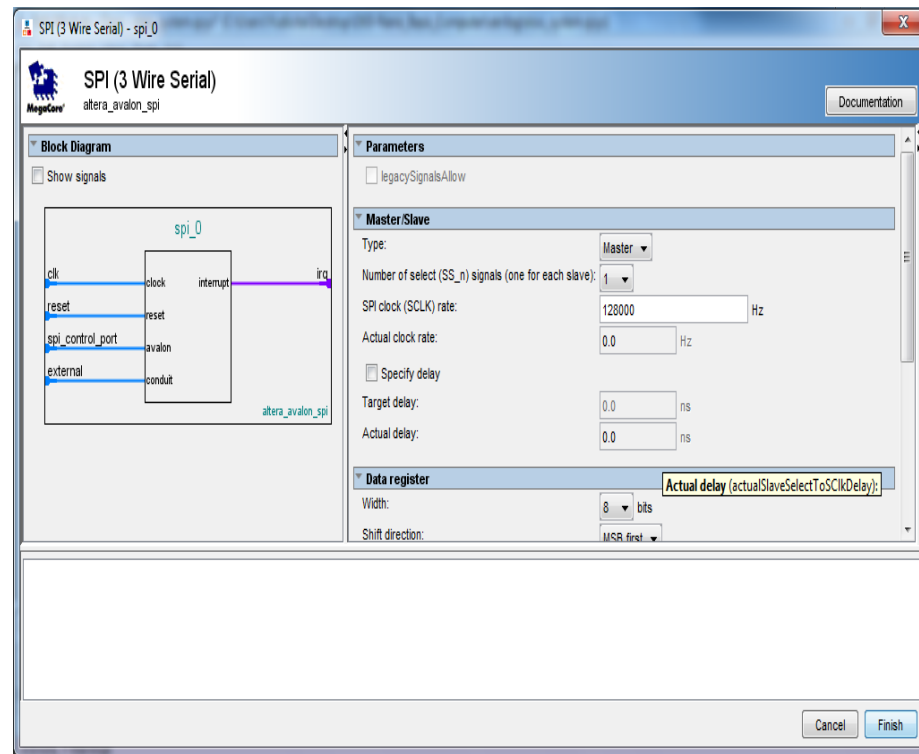 SPI (3 Wire Serial) - spi_0
X
SPI (3 Wire Serial)
MegaCore'
altera_avalon_spi
Documentation
Block Diagram
Show signals
spi_0
clk
clock
interrupt
irq
reset
reset
spi_control_port
avalon
external
conduit
altera_avalon_spi
Parameters
legacySignalsAllow
Master/Slave
Type:
Master
Number of select (SS_n) signals (one for each slave):
1
SPI clock (SCLK) rate:
128000
Hz
Actual clock rate:
0.0
Hz
Specify delay
Target delay:
0.0
ns
Actual delay:
0.0
ns
Data register
Actual delay (actualSlaveSelectToSClkDelay):
Width:
8
bits
Shift direction:
MSB first
Cancel
Finish